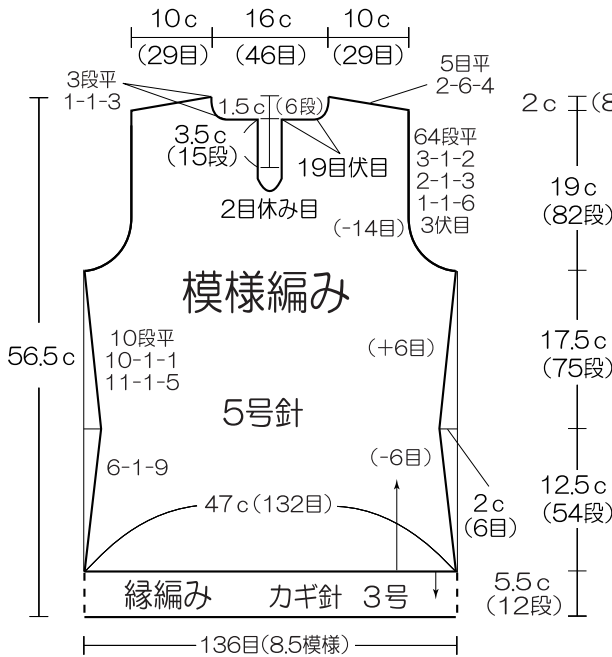 10c 16c 10c
(29目) (46目) (29目)
3段平
1-1-3
5目平
2-6-4
1.5c (6段)
2c (8
3.5c
(15段)
19目伏目
2目休み目
64段平
3-1-2
2-1-3
1-1-6
3伏目
(-14目)
19c
(82段)
模様編み
56.5c
10段平
10-1-1
11-1-5
(+6目)
17.5c
(75段)
5号針
6-1-9
(-6目)
2c
(6目)
12.5c
(54段)
47c(132目)
縁編み カギ針 3号
5.5c
(12段)
136目(8.5模様)